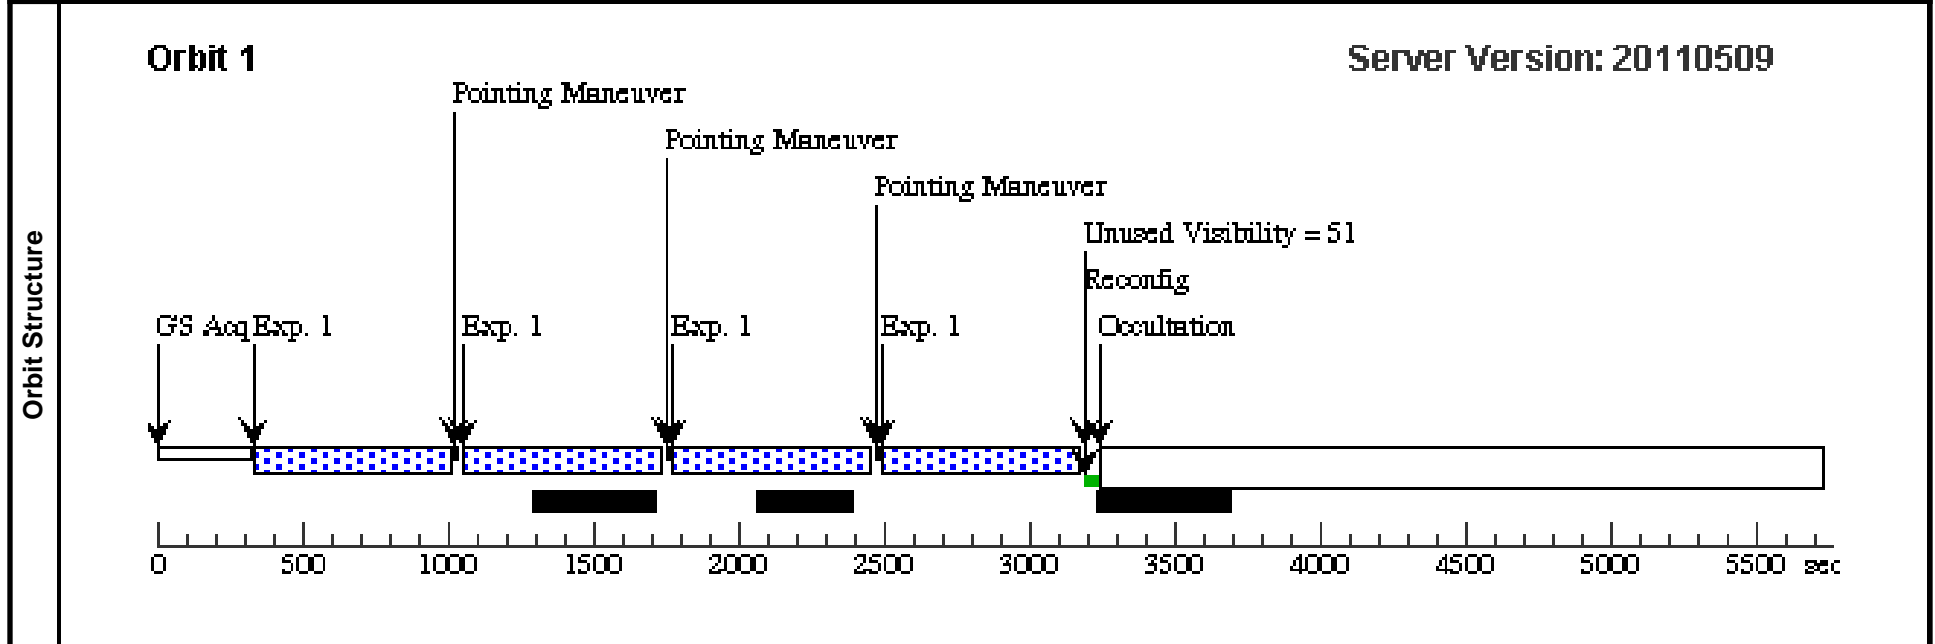 Orbit 1
Server Version: 20110509
Pointing Maneuver
Pointing Maneuver
Pointing Maneuver
Unused Visibility = 51
Reconfig
GS Acq Exp. 1 Exp. 1 Exp. 1 Exp. 1 Occultation
Orbit Structure
0 500 1000 1500 2000 2500 3000 3500 4000 4500 5000 5500 sec